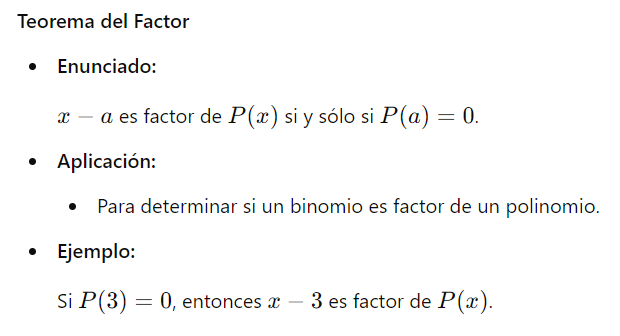 Teorema del Factor
• Enunciado:
x − a es factor de P(x) si y sólo si P(a) = 0.
• Aplicación:
• Para determinar si un binomio es factor de un polinomio.
• Ejemplo:
Si P(3) = 0, entonces x − 3 es factor de P(x).